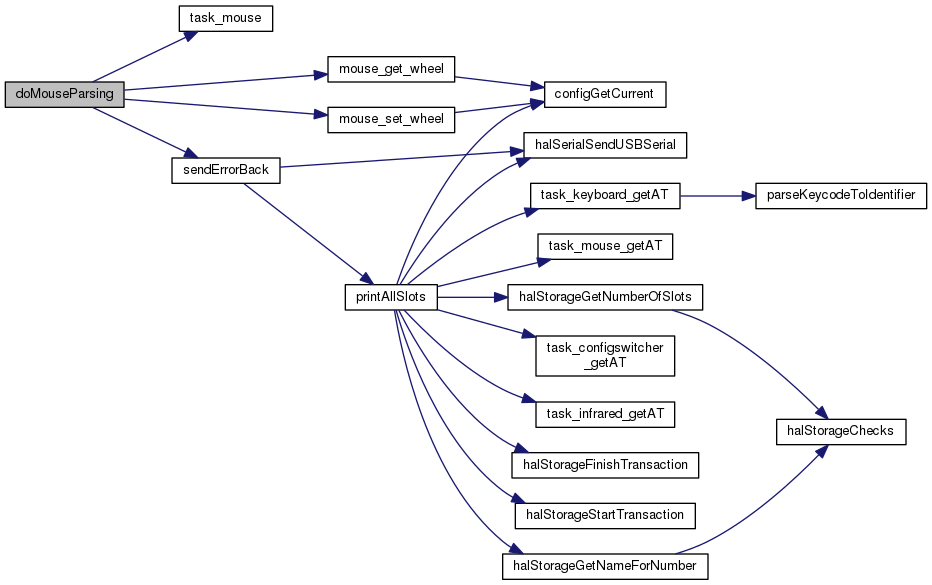 task_mouse
doMouseParsing
mouse_get_wheel
mouse_set_wheel
configGetCurrent
sendErrorBack
halSerialSendUSBSerial
task_keyboard_getAT
parseKeycodeToIdentifier
task_mouse_getAT
printAllSlots
halStorageGetNumberOfSlots
task_configswitcher
_getAT
task_infrared_getAT
halStorageChecks
halStorageFinishTransaction
halStorageStartTransaction
halStorageGetNameForNumber